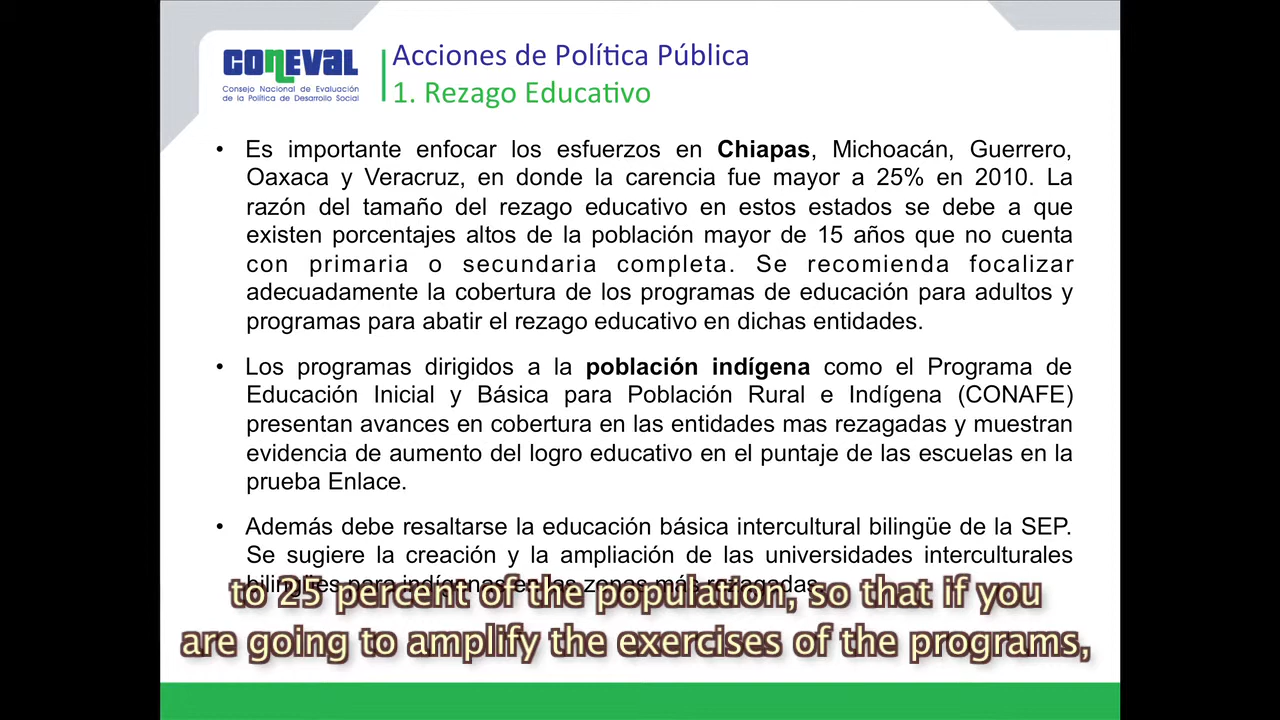 CONEVAL
Consejo Nacional de Evaluación
de la Política de Desarrollo Social
Acciones de Política Pública
1. Rezago Educativo
• Es importante enfocar los esfuerzos en Chiapas, Michoacán, Guerrero,
Oaxaca y Veracruz, en donde la carencia fue mayor a 25% en 2010. La
razón del tamaño del rezago educativo en estos estados se debe a que
existen porcentajes altos de la población mayor de 15 años que no cuenta
con primaria o secundaria completa. Se recomienda focalizar
adecuadamente la cobertura de los programas de educación para adultos y
programas para abatir el rezago educativo en dichas entidades.
• Los programas dirigidos a la población indígena como el Programa de
Educación Inicial y Básica para Población Rural e Indígena (CONAFE)
presentan avances en cobertura en las entidades mas rezagadas y muestran
evidencia de aumento del logro educativo en el puntaje de las escuelas en la
prueba Enlace.
• Además debe resaltarse la educación básica intercultural bilingüe de la SEP.
Se sugiere la creación y la ampliación de las universidades interculturales
bilingües para indígenas en las zonas más rezagadas.
to 25 percent of the population, so that if you
are going to amplify the exercises of the programs,